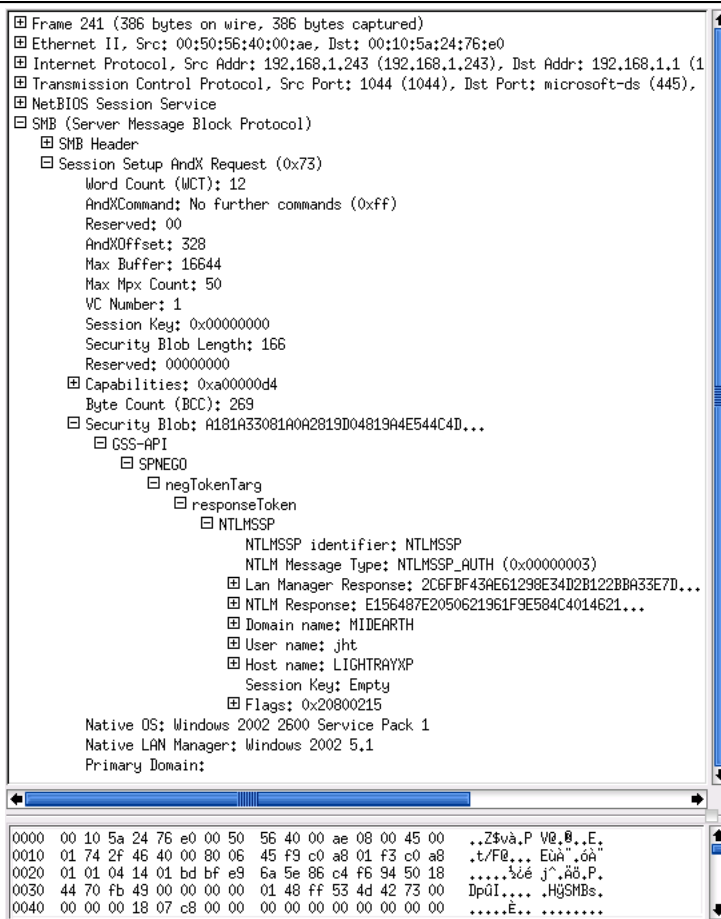 Frame 241 (386 bytes on wire, 386 bytes captured)
Ethernet II, Src: 00:50:56:40:00:ae, Dst: 00:10:5a:24:76:e0
Internet Protocol, Src Addr: 192.168.1.243 (192.168.1.243), Dst Addr: 192.168.1.1 (1
Transmission Control Protocol, Src Port: 1044 (1044), Dst Port: microsoft-ds (445),
NetBIOS Session Service
SMB (Server Message Block Protocol)
SMB Header
Session Setup AndX Request (0x73)
Word Count (WCT): 12
AndXCommand: No further commands (0xff)
Reserved: 00
AndXOffset: 328
Max Buffer: 16644
Max Mpx Count: 50
VC Number: 1
Session Key: 0x00000000
Security Blob Length: 166
Reserved: 00000000
Capabilities: 0xa00000d4
Byte Count (BCC): 269
Security Blob: A181A33081A0A2819D04819A4E544C4D...
GSS-API
SPNEGO
negTokenTarg
responseToken
NTLMSSP
NTLMSSP identifier: NTLMSSP
NTLM Message Type: NTLMSSP_AUTH (0x00000003)
Lan Manager Response: 2C6FBF43AE61298E34D2B122BBA33E7D...
NTLM Response: E156487E2050621961F9E584C4014621...
Domain name: MIDEARTH
User name: jht
Host name: LIGHTRAYXP
Session Key: Empty
Flags: 0x20800215
Native OS: Windows 2002 2600 Service Pack 1
Native LAN Manager: Windows 2002 5.1
Primary Domain:
0000 00 10 5a 24 76 e0 00 50 56 40 00 ae 08 00 45 00 ..Z$và.P V@.®..E.
0010 01 74 2f 46 40 00 80 06 45 f9 c0 a8 01 f3 c0 a8 .t/F@... EùÀ¨.óÀ¨
0020 01 01 04 14 01 bd bf e9 6a 5e 86 c4 f6 94 50 18 .....½¿é j^.Äö.P.
0030 44 70 fb 49 00 00 00 00 01 48 ff 53 4d 42 73 00 DpûI.... .HÿSMBs.
0040 00 00 00 18 07 c8 00 00 00 00 00 00 00 00 00 00 .....È.. ........